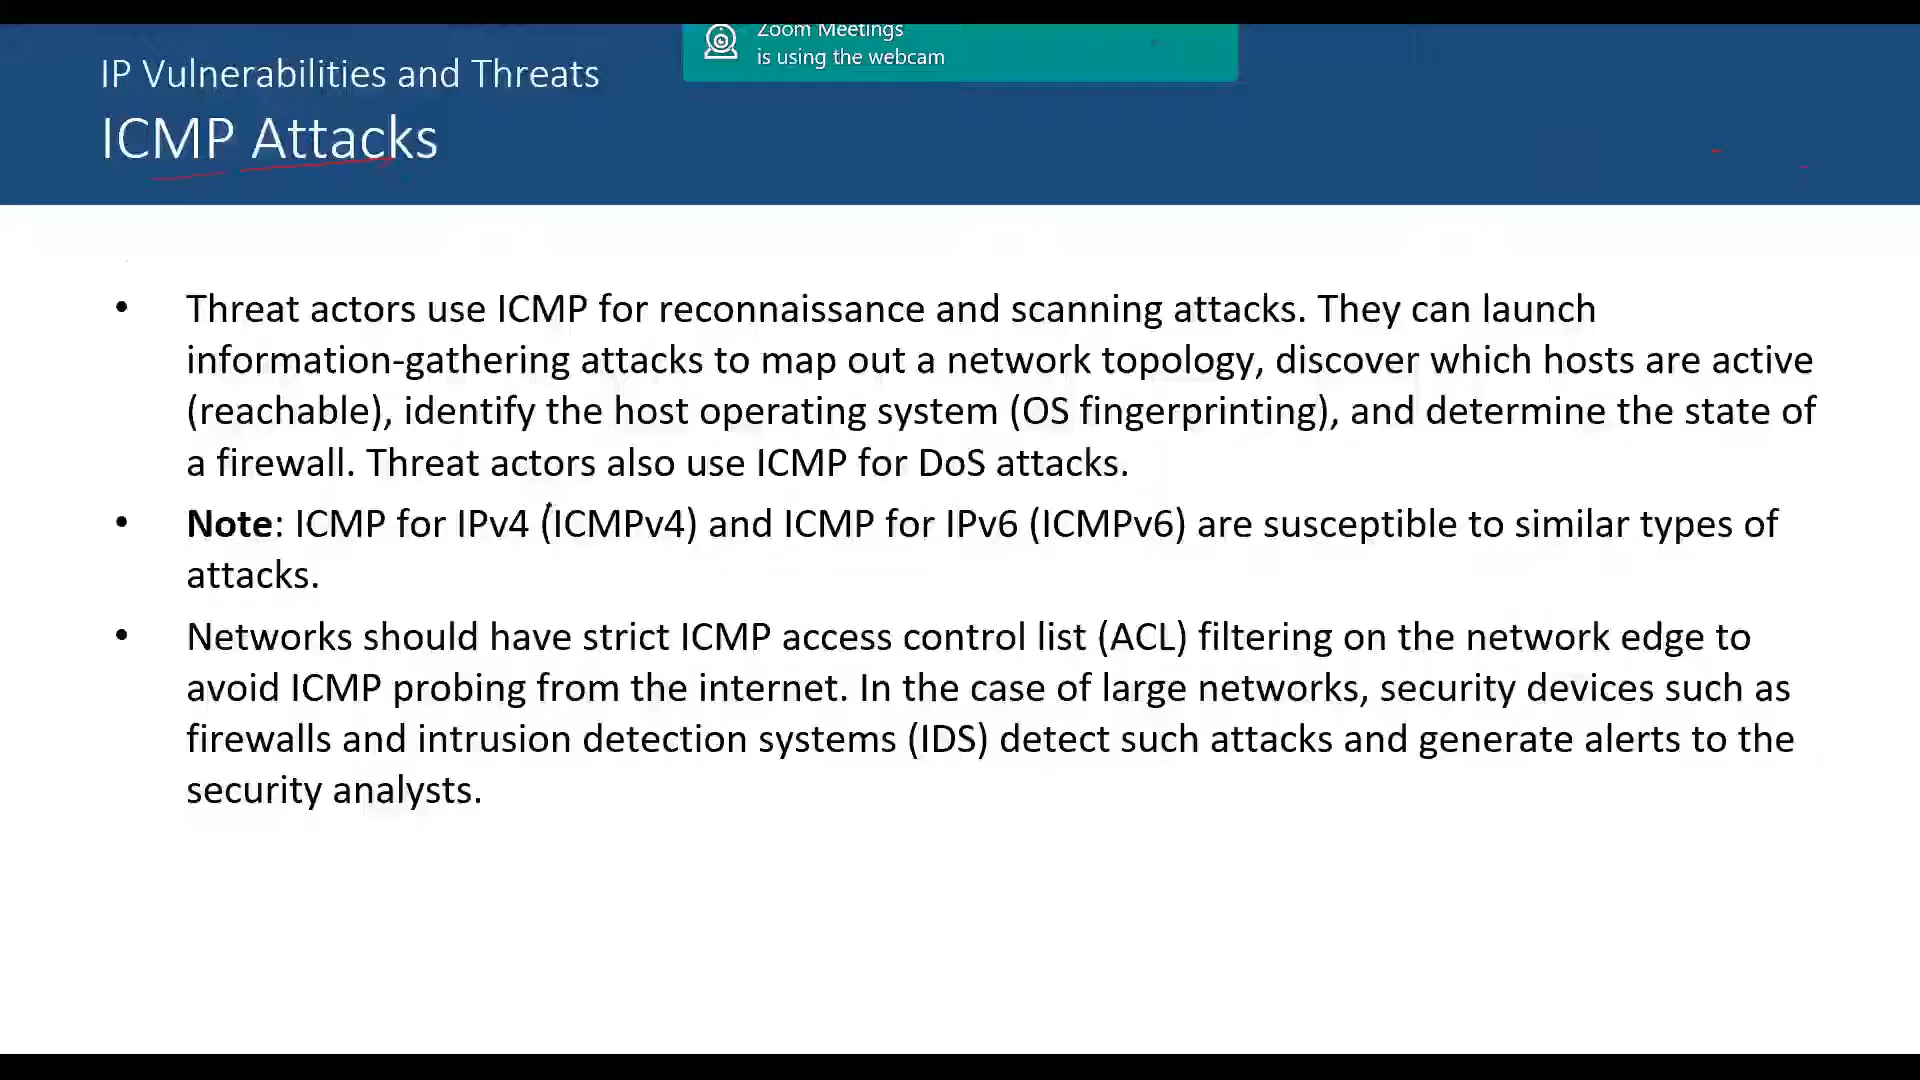 Zoom Meetings
is using the webcam
IP Vulnerabilities and Threats
ICMP Attacks
• Threat actors use ICMP for reconnaissance and scanning attacks. They can launch
information-gathering attacks to map out a network topology, discover which hosts are active
(reachable), identify the host operating system (OS fingerprinting), and determine the state of
a firewall. Threat actors also use ICMP for DoS attacks.
• Note: ICMP for IPv4 (ICMPv4) and ICMP for IPv6 (ICMPv6) are susceptible to similar types of
attacks.
• Networks should have strict ICMP access control list (ACL) filtering on the network edge to
avoid ICMP probing from the internet. In the case of large networks, security devices such as
firewalls and intrusion detection systems (IDS) detect such attacks and generate alerts to the
security analysts.